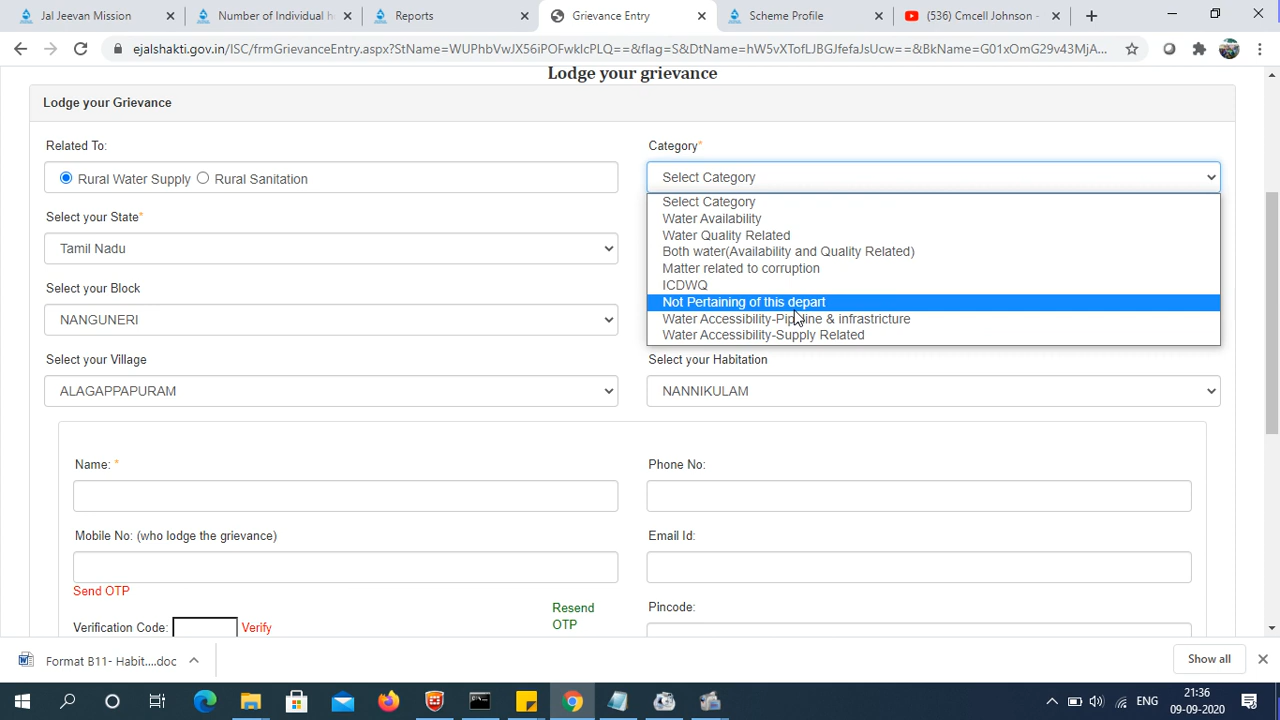 Jal Jeevan Mission
Number of Individual h
Reports
Grievance Entry
Scheme Profile
(536) Cmcell Johnson -
ejalshakti.gov.in/ISC/frmGrievanceEntry.aspx?StName=WUPhbVwJX56iPOFwklcPLQ==&flag=S&DtName=hW5vXTofLJBGJfefaJsUcw==&BkName=G01xOmG29v43MjA...
Lodge your grievance
Lodge your Grievance
Related To:
Category*
Rural Water Supply Rural Sanitation
Select Category
Select Category
Water Availability
Water Quality Related
Both water(Availability and Quality Related)
Matter related to corruption
ICDWQ
Not Pertaining of this depart
Water Accessibility-Pipeline & infrastricture
Water Accessibility-Supply Related
Select your State*
Tamil Nadu
Select your Block
NANGUNERI
Select your Village
Select your Habitation
ALAGAPPAPURAM
NANNIKULAM
Name: *
Phone No:
Mobile No: (who lodge the grievance)
Email Id:
Send OTP
Resend
OTP
Pincode:
Verification Code: Verify
Format B11- Habit....doc
Show all
ENG
21:36
09-09-2020